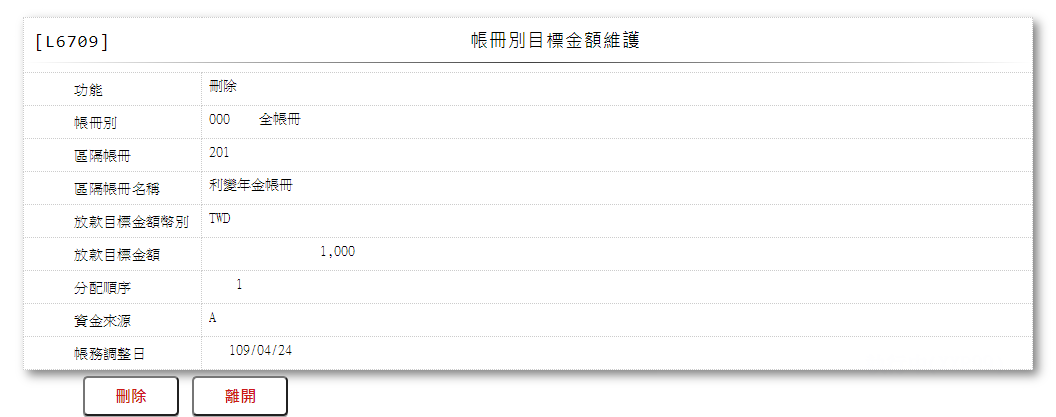 [L6709] 帳冊別目標金額維護
功能 刪除
帳冊別 000 全帳冊
區隔帳冊 201
區隔帳冊名稱 利變年金帳冊
放款目標金額幣別 TWD
放款目標金額 1,000
分配順序 1
資金來源 A
帳務調整日 109/04/24
刪除 離開